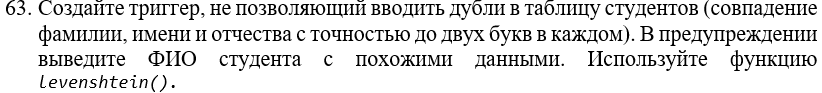 63. Создайте триггер, не позволяющий вводить дубли в таблицу студентов (совпадение
фамилии, имени и отчества с точностью до двух букв в каждом). В предупреждении
выведите ФИО студента с похожими данными. Используйте функцию
levenshtein().